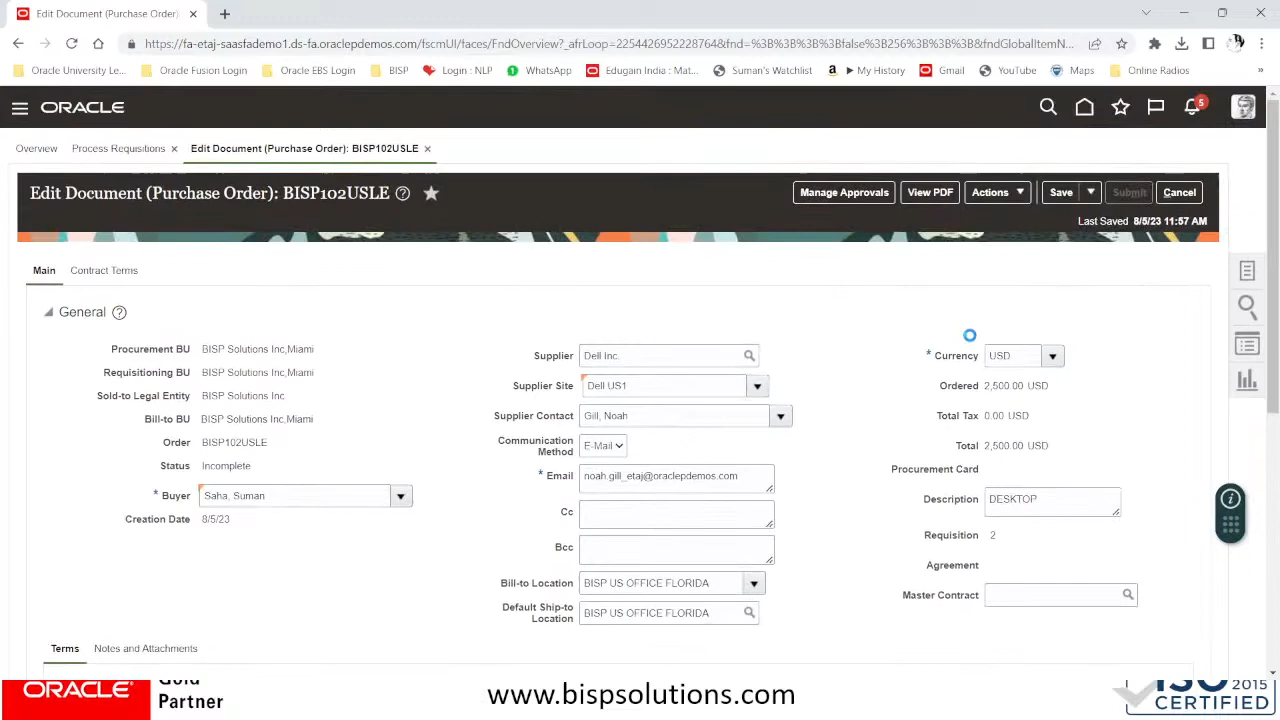 Edit Document (Purchase Order)
https://fa-etaj-saasfademo1.ds-fa.oraclepdemos.com/fscmUI/faces/FndOverview?_afrLoop=2254426952228764&fnd=%3B%3B%3B%3Bfalse%3B256%3B%3B%3B&fndGlobalItemN...
Oracle University Le... Oracle Fusion Login Oracle EBS Login BISP Login : NLP WhatsApp Edugain India : Mat... Suman's Watchlist ▶ My History Gmail YouTube Maps Online Radios »
ORACLE 5
Overview Process Requisitions Edit Document (Purchase Order): BISP102USLE
Edit Document (Purchase Order): BISP102USLE Manage Approvals View PDF Actions Save Submit Cancel
Last Saved 8/5/23 11:57 AM
Main Contract Terms
General
Procurement BU BISP Solutions Inc,Miami
Requisitioning BU BISP Solutions Inc,Miami
Sold-to Legal Entity BISP Solutions Inc
Bill-to BU BISP Solutions Inc,Miami
Order BISP102USLE
Status Incomplete
* Buyer Saha, Suman
Creation Date 8/5/23
Supplier Dell Inc.
Supplier Site Dell US1
Supplier Contact Gill, Noah
Communication
Method E-Mail
* Email noah.gill_etaj@oraclepdemos.com
Cc
Bcc
Bill-to Location BISP US OFFICE FLORIDA
Default Ship-to
Location BISP US OFFICE FLORIDA
* Currency USD
Ordered 2,500.00 USD
Total Tax 0.00 USD
Total 2,500.00 USD
Procurement Card
Description DESKTOP
Requisition 2
Agreement
Master Contract
Terms Notes and Attachments
ORACLE Gold
Partner
www.bispsolutions.com
ISO 2015
CERTIFIED